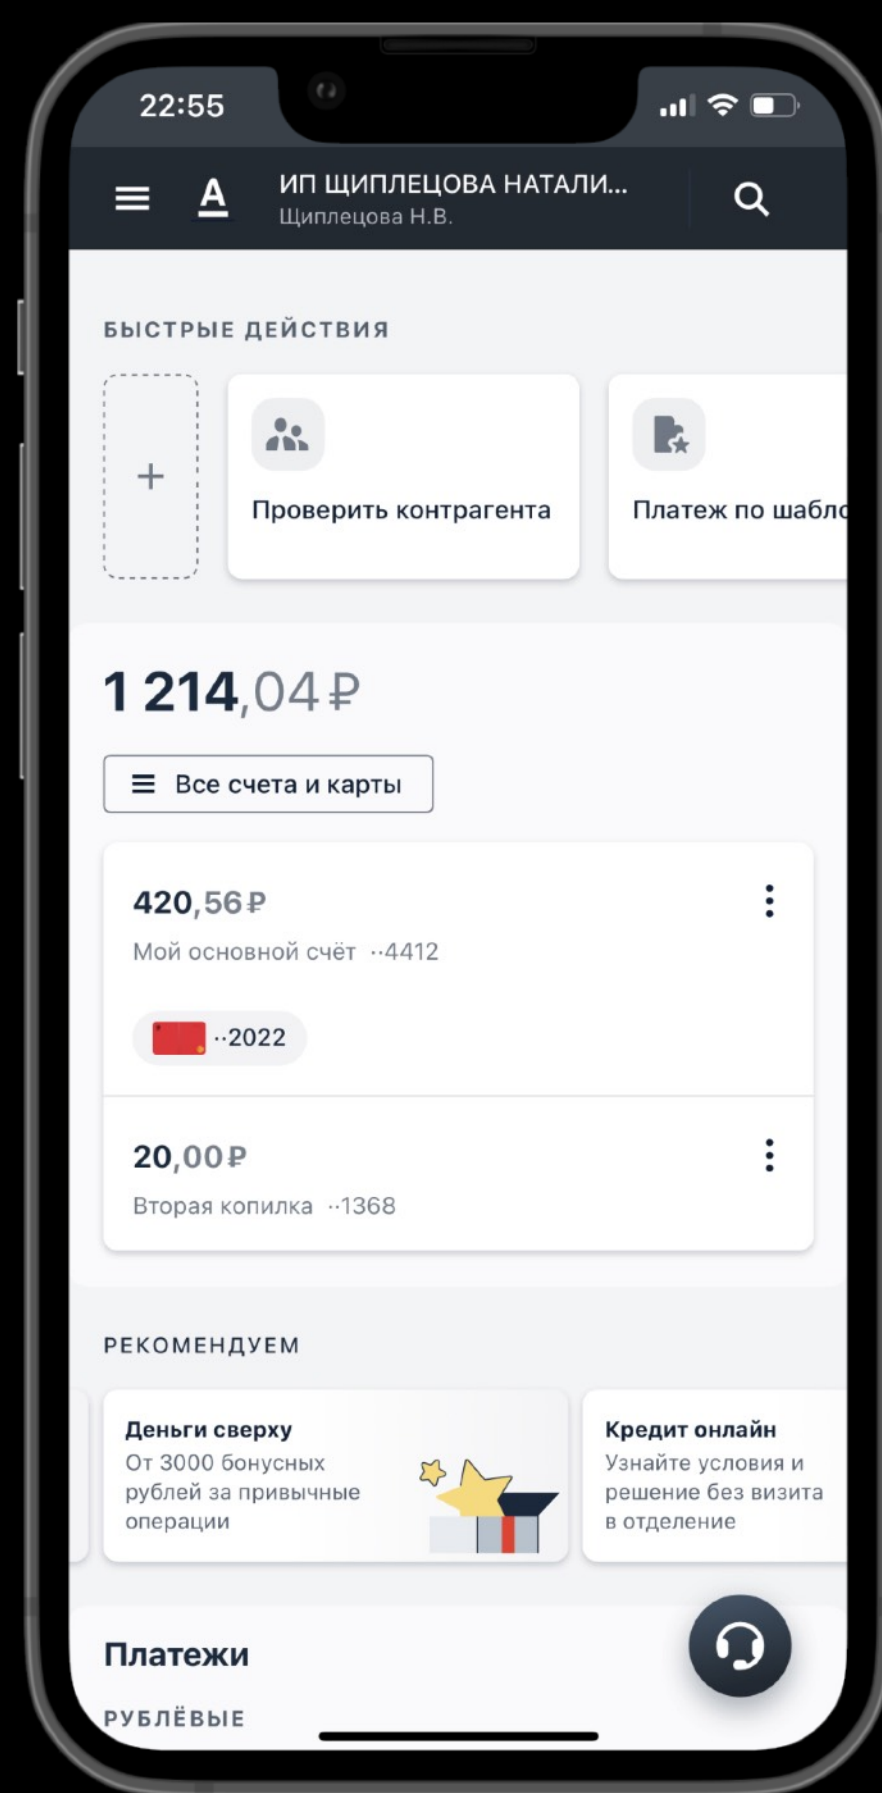 22:55
А
ИП ЩИПЛЕЦОВА НАТАЛИ...
Щиплецова Н.В.
БЫСТРЫЕ ДЕЙСТВИЯ
+
Проверить контрагента
Платеж по шабло
1 214,04 ₽
Все счета и карты
420,56 ₽
Мой основной счёт ··4412
··2022
20,00 ₽
Вторая копилка ··1368
РЕКОМЕНДУЕМ
Деньги сверху
От 3000 бонусных
рублей за привычные
операции
Кредит онлайн
Узнайте условия и
решение без визита
в отделение
Платежи
РУБЛЁВЫЕ